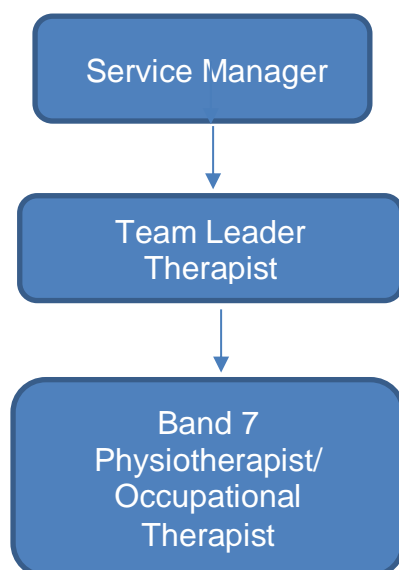 Service Manager
Team Leader
Therapist
Band 7
Physiotherapist/
Occupational
Therapist